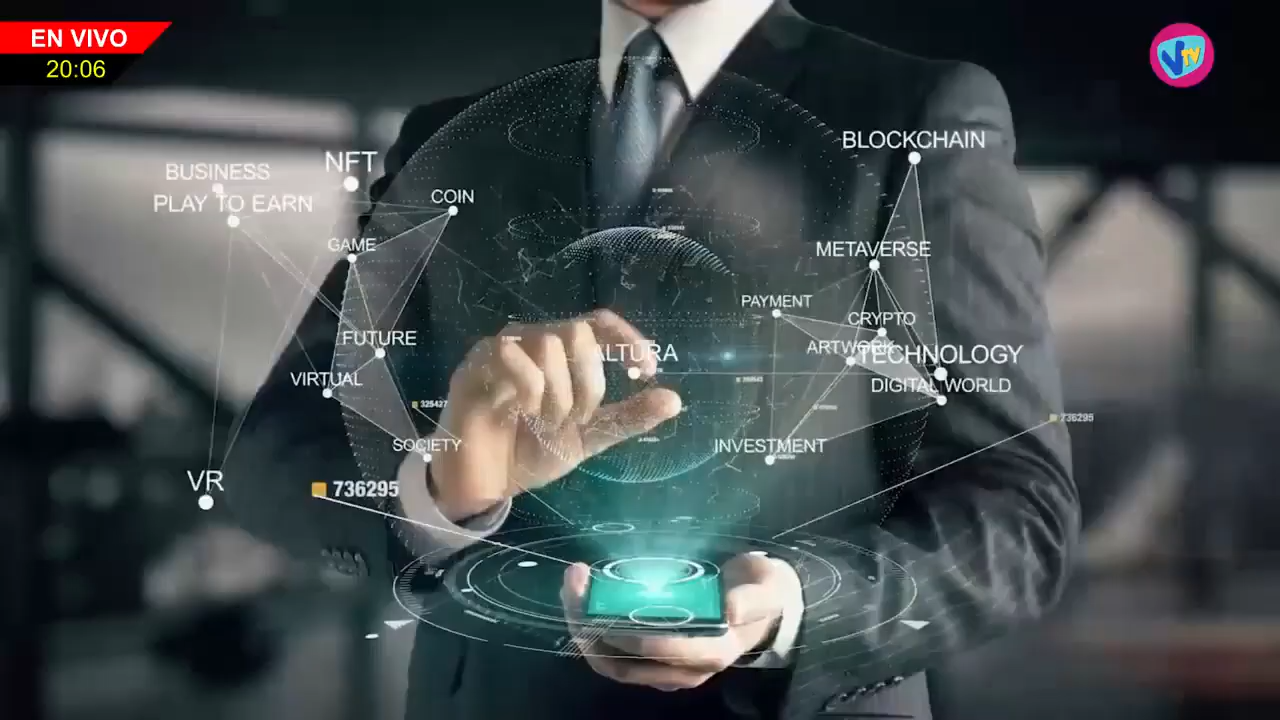 EN VIVO
20:06
VTV
BLOCKCHAIN
NFT
BUSINESS
COIN
PLAY TO EARN
GAME
METAVERSE
PAYMENT
CRYPTO
FUTURE
ARTWORK
ALTURA
TECHNOLOGY
VIRTUAL
DIGITAL WORLD
325427
736295
SOCIETY
INVESTMENT
VR
736295